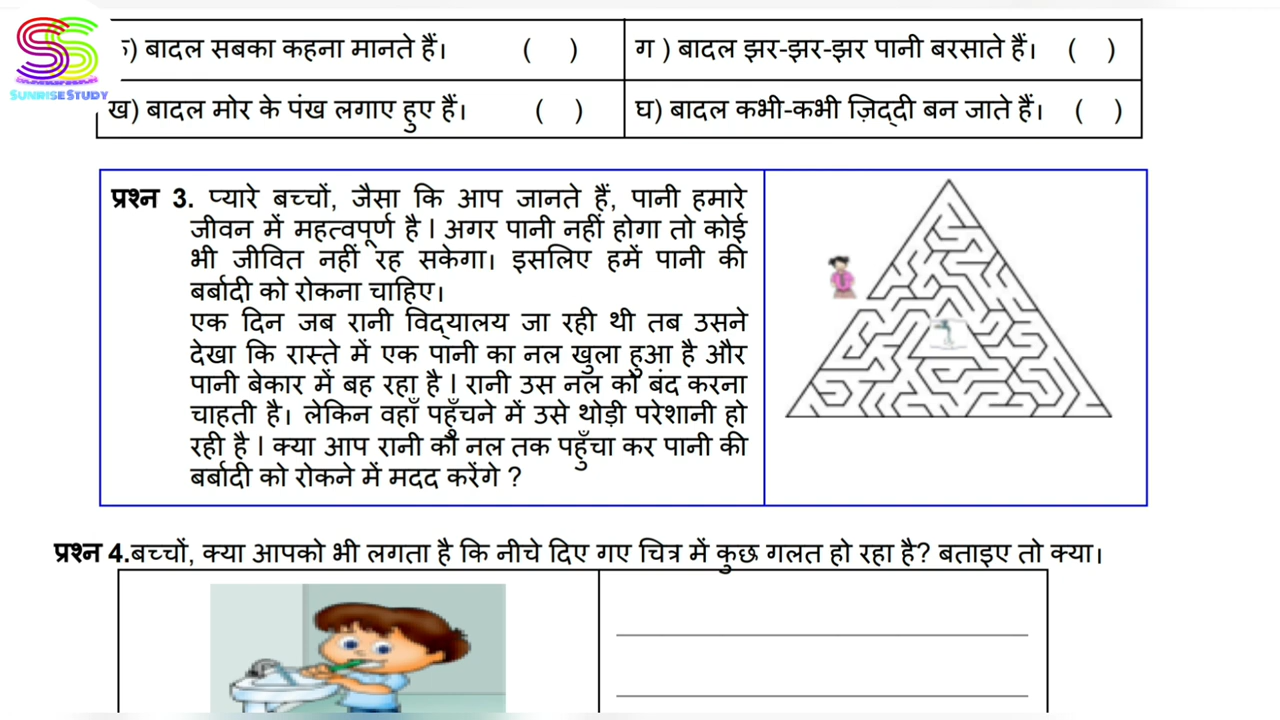 SS
SUNRISESTUDY
) बादल सबका कहना मानते हैं। ( )
ग ) बादल झर-झर-झर पानी बरसाते हैं। ( )
ख) बादल मोर के पंख लगाए हुए हैं। ( )
घ) बादल कभी-कभी ज़िद्दी बन जाते हैं। ( )
प्रश्न 3. प्यारे बच्चों, जैसा कि आप जानते हैं, पानी हमारे
जीवन में महत्वपूर्ण है l अगर पानी नहीं होगा तो कोई
भी जीवित नहीं रह सकेगा। इसलिए हमें पानी की
बर्बादी को रोकना चाहिए।
एक दिन जब रानी विद्यालय जा रही थी तब उसने
देखा कि रास्ते में एक पानी का नल खुला हुआ है और
पानी बेकार में बह रहा है l रानी उस नल को बंद करना
चाहती है। लेकिन वहाँ पहुँचने में उसे थोड़ी परेशानी हो
रही है l क्या आप रानी को नल तक पहुँचा कर पानी की
बर्बादी को रोकने में मदद करेंगे ?
प्रश्न 4.बच्चों, क्या आपको भी लगता है कि नीचे दिए गए चित्र में कुछ गलत हो रहा है? बताइए तो क्या।